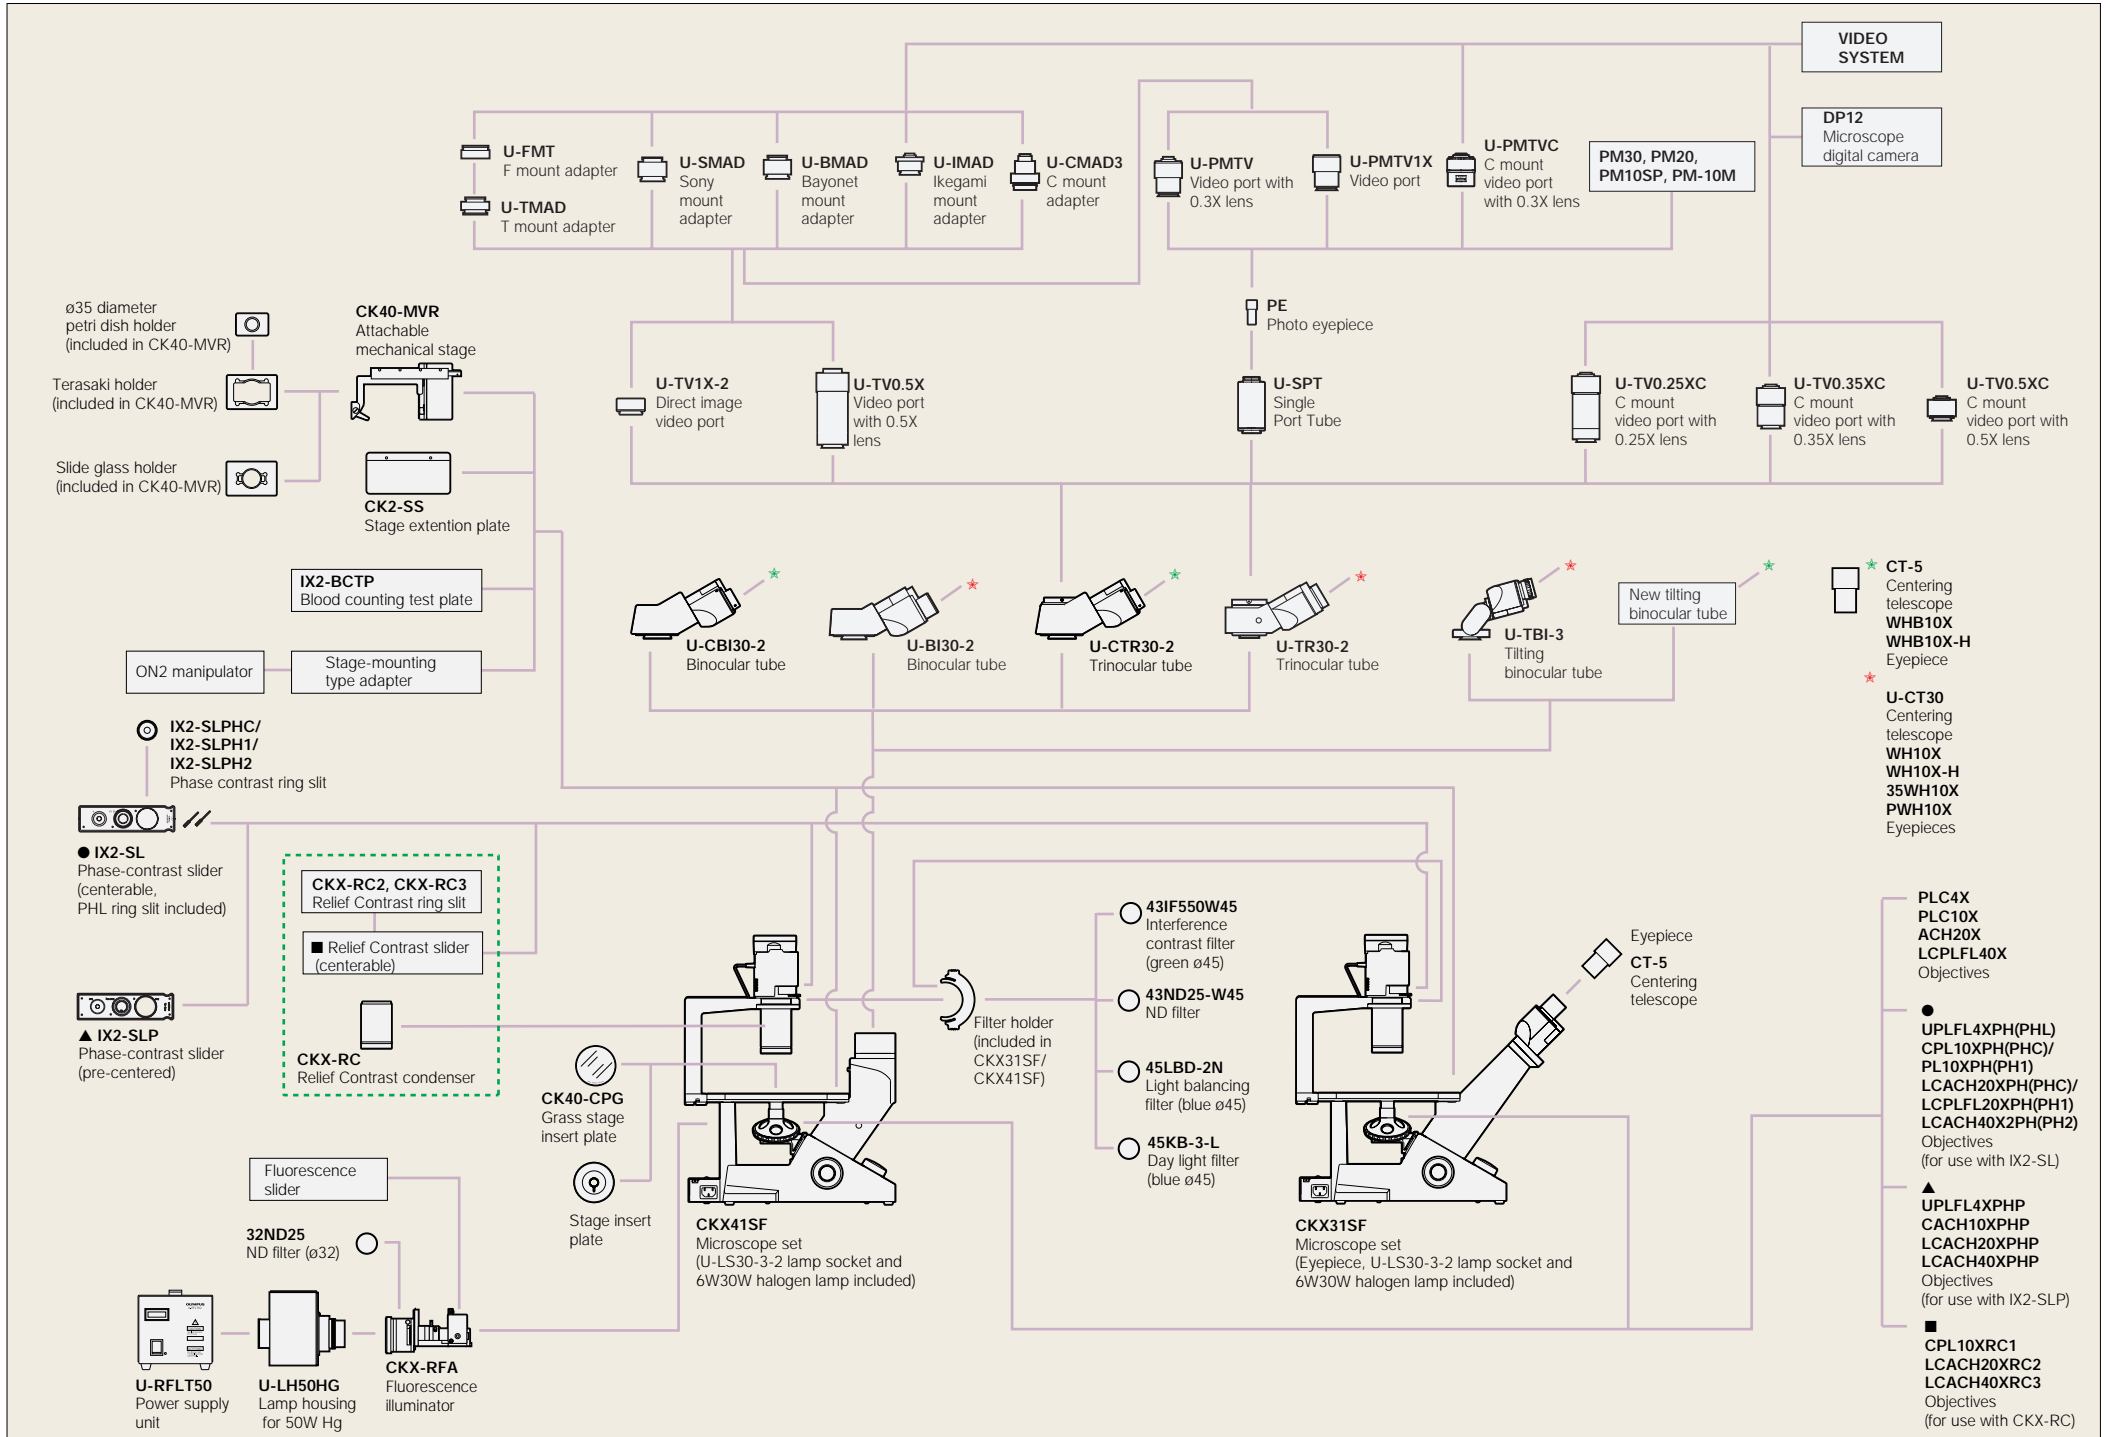 VIDEO
SYSTEM
DP12
Microscope
digital camera
U-FMT
F mount adapter
U-TMAD
T mount adapter
U-SMAD
Sony
mount
adapter
U-BMAD
Bayonet
mount
adapter
U-IMAD
Ikegami
mount
adapter
U-CMAD3
C mount
adapter
U-PMTV
Video port with
0.3X lens
U-PMTV1X
Video port
U-PMTVC
C mount
video port
with 0.3X lens
PM30, PM20,
PM10SP, PM-10M
ø35 diameter
petri dish holder
(included in CK40-MVR)
Terasaki holder
(included in CK40-MVR)
Slide glass holder
(included in CK40-MVR)
CK40-MVR
Attachable
mechanical stage
CK2-SS
Stage extention plate
PE
Photo eyepiece
U-TV1X-2
Direct image
video port
U-TV0.5X
Video port
with 0.5X
lens
U-SPT
Single
Port Tube
U-TV0.25XC
C mount
video port with
0.25X lens
U-TV0.35XC
C mount
video port with
0.35X lens
U-TV0.5XC
C mount
video port with
0.5X lens
IX2-BCTP
Blood counting test plate
ON2 manipulator
Stage-mounting
type adapter
U-CBI30-2
Binocular tube
U-BI30-2
Binocular tube
U-CTR30-2
Trinocular tube
U-TR30-2
Trinocular tube
U-TBI-3
Tilting
binocular tube
New tilting
binocular tube
CT-5
Centering
telescope
WHB10X
WHB10X-H
Eyepiece
U-CT30
Centering
telescope
WH10X
WH10X-H
35WH10X
PWH10X
Eyepieces
IX2-SLPHC/
IX2-SLPH1/
IX2-SLPH2
Phase contrast ring slit
● IX2-SL
Phase-contrast slider
(centerable,
PHL ring slit included)
CKX-RC2, CKX-RC3
Relief Contrast ring slit
■ Relief Contrast slider
(centerable)
▲ IX2-SLP
Phase-contrast slider
(pre-centered)
CKX-RC
Relief Contrast condenser
CK40-CPG
Grass stage
insert plate
Stage insert
plate
Filter holder
(included in
CKX31SF/
CKX41SF)
43IF550W45
Interference
contrast filter
(green ø45)
43ND25-W45
ND filter
45LBD-2N
Light balancing
filter (blue ø45)
45KB-3-L
Day light filter
(blue ø45)
Eyepiece
CT-5
Centering
telescope
CKX41SF
Microscope set
(U-LS30-3-2 lamp socket and
6W30W halogen lamp included)
CKX31SF
Microscope set
(Eyepiece, U-LS30-3-2 lamp socket and
6W30W halogen lamp included)
Fluorescence
slider
32ND25
ND filter (ø32)
OLYMPUS
U-RFLT50
Power supply
unit
U-LH50HG
Lamp housing
for 50W Hg
CKX-RFA
Fluorescence
illuminator
PLC4X
PLC10X
ACH20X
LCPLFL40X
Objectives
●
UPLFL4XPH(PHL)
CPL10XPH(PHC)/
PL10XPH(PH1)
LCACH20XPH(PHC)/
LCPLFL20XPH(PH1)
LCACH40X2PH(PH2)
Objectives
(for use with IX2-SL)
▲
UPLFL4XPHP
CACH10XPHP
LCACH20XPHP
LCACH40XPHP
Objectives
(for use with IX2-SLP)
■
CPL10XRC1
LCACH20XRC2
LCACH40XRC3
Objectives
(for use with CKX-RC)